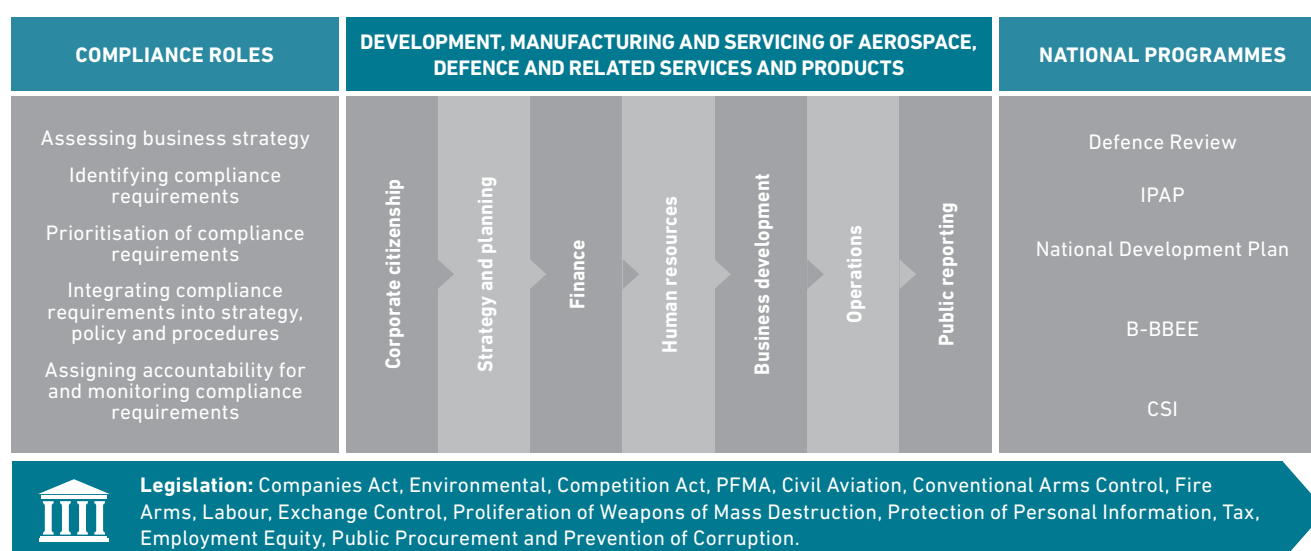 COMPLIANCE ROLES
Assessing business strategy
Identifying compliance
requirements
Prioritisation of compliance
requirements
Integrating compliance
requirements into strategy,
policy and procedures
Assigning accountability for
and monitoring compliance
requirements
DEVELOPMENT, MANUFACTURING AND SERVICING OF AEROSPACE,
DEFENCE AND RELATED SERVICES AND PRODUCTS
Corporate citizenship
Strategy and planning
Finance
Human resources
Business development
Operations
Public reporting
NATIONAL PROGRAMMES
Defence Review
IPAP
National Development Plan
B-BBEE
CSI
Legislation: Companies Act, Environmental, Competition Act, PFMA, Civil Aviation, Conventional Arms Control, Fire
Arms, Labour, Exchange Control, Proliferation of Weapons of Mass Destruction, Protection of Personal Information, Tax,
Employment Equity, Public Procurement and Prevention of Corruption.